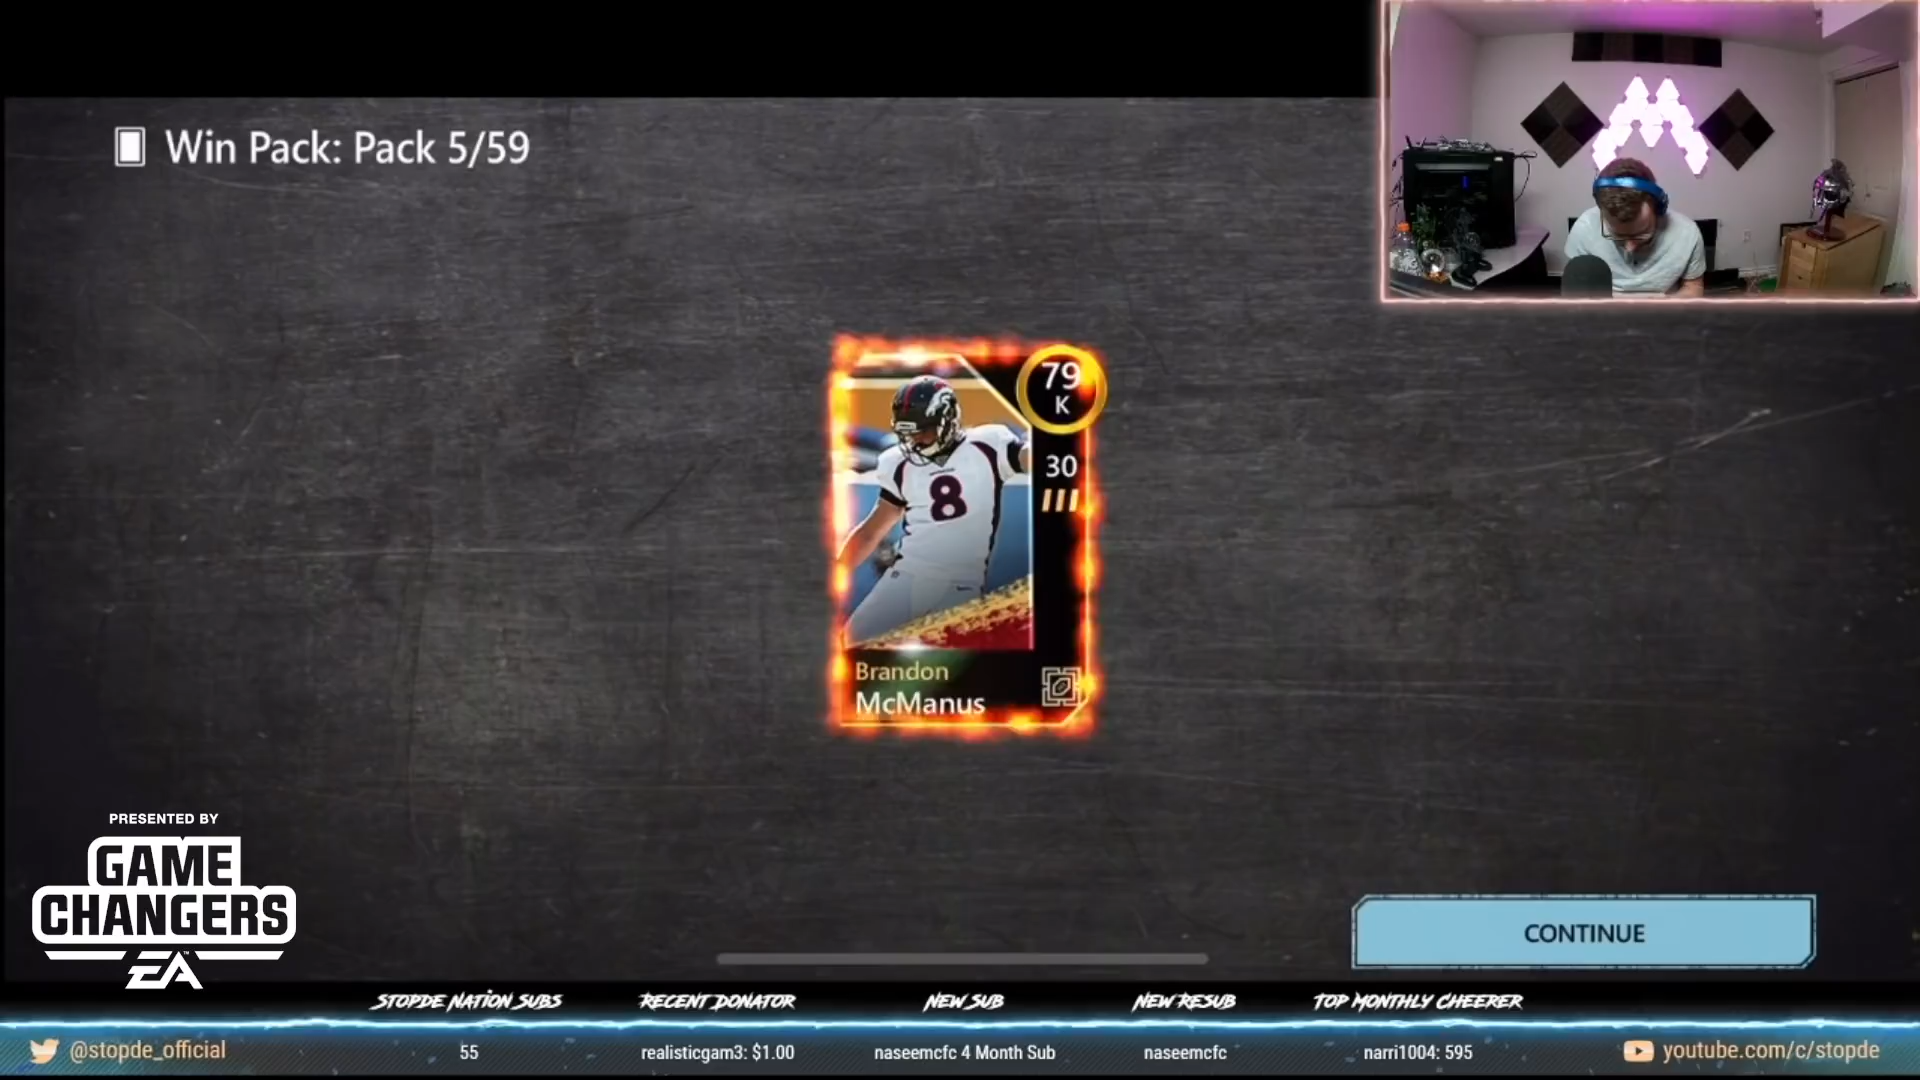 Win Pack: Pack 5/59
79
K
30
8
Brandon
McManus
PRESENTED BY
GAME
CHANGERS
EA
CONTINUE
STOPDE NATION SUBS
RECENT DONATOR
NEW SUB
NEW RESUB
TOP MONTHLY CHEERER
@stopde_official
55
realisticgam3: $1.00
naseemcfc 4 Month Sub
naseemcfc
narri1004: 595
youtube.com/c/stopde